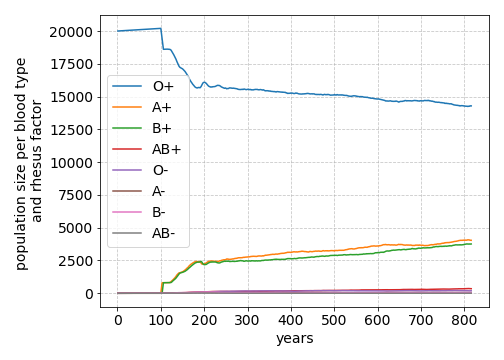 population size per blood type
and rhesus factor
20000
17500
15000
12500
10000
7500
5000
2500
0
O+
A+
B+
AB+
O-
A-
B-
AB-
0 100 200 300 400 500 600 700 800
years